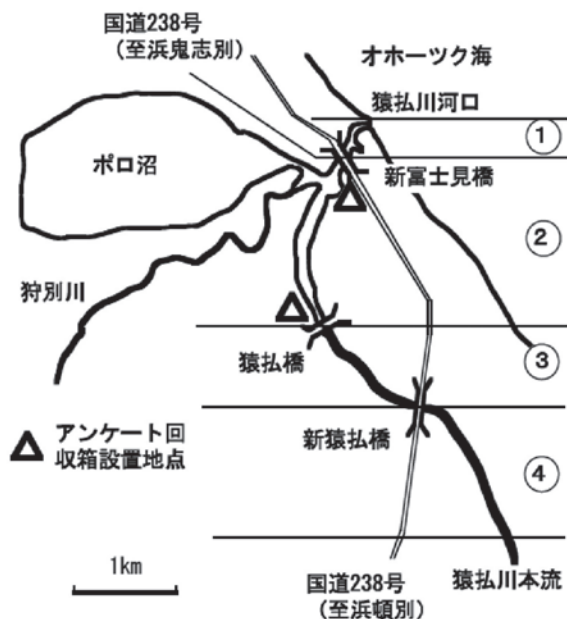 国道238号
（至浜鬼志別）
オホーツク海
猿払川河口
①
ポロ沼
新富士見橋
②
狩別川
猿払橋
③
アンケート回
収箱設置地点
新猿払橋
④
1km
国道238号
（至浜頓別）
猿払川本流